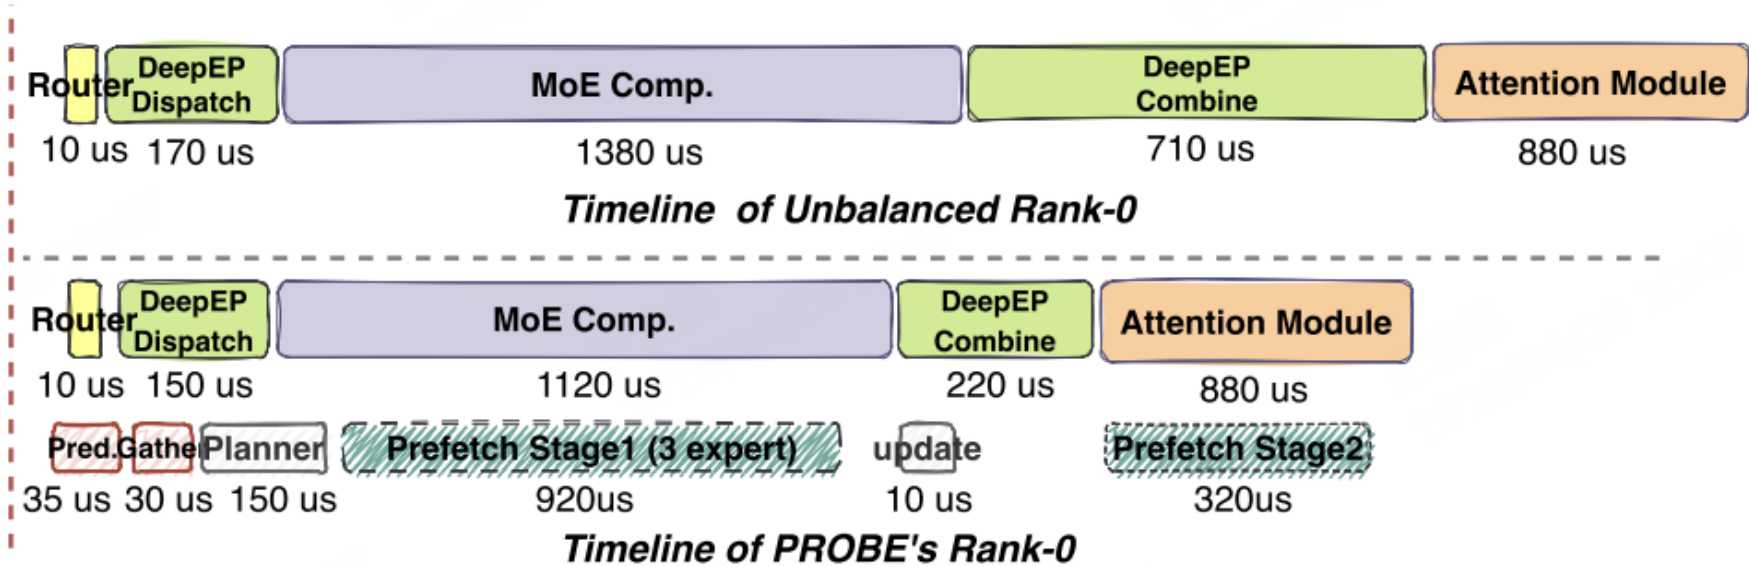 Router
DeepEP
Dispatch
MoE Comp.
DeepEP
Combine
Attention Module
10 us
170 us
1380 us
710 us
880 us
Timeline of Unbalanced Rank-0
Router
DeepEP
Dispatch
MoE Comp.
DeepEP
Combine
Attention Module
10 us
150 us
1120 us
220 us
880 us
Pred.
Gather
Planner
Prefetch Stage1 (3 expert)
update
Prefetch Stage2
35 us
30 us
150 us
920us
10 us
320us
Timeline of PROBE's Rank-0